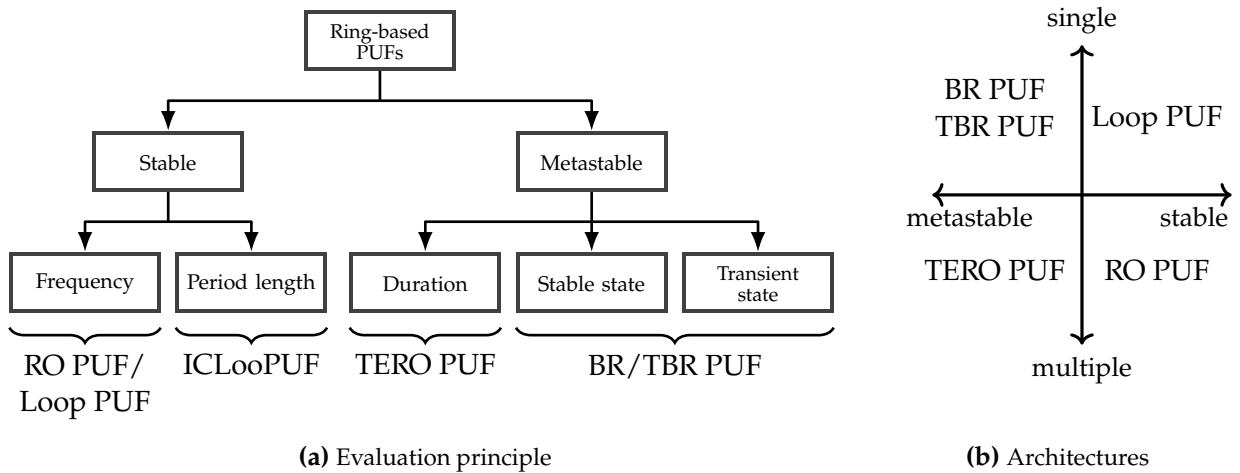 Ring-based
PUFs
Stable
Metastable
Frequency
Period length
Duration
Stable state
Transient
state
RO PUF/
Loop PUF
ICLooPUF
TERO PUF
BR/TBR PUF
(a) Evaluation principle
single
BR PUF
TBR PUF
Loop PUF
metastable
stable
TERO PUF
RO PUF
multiple
(b) Architectures